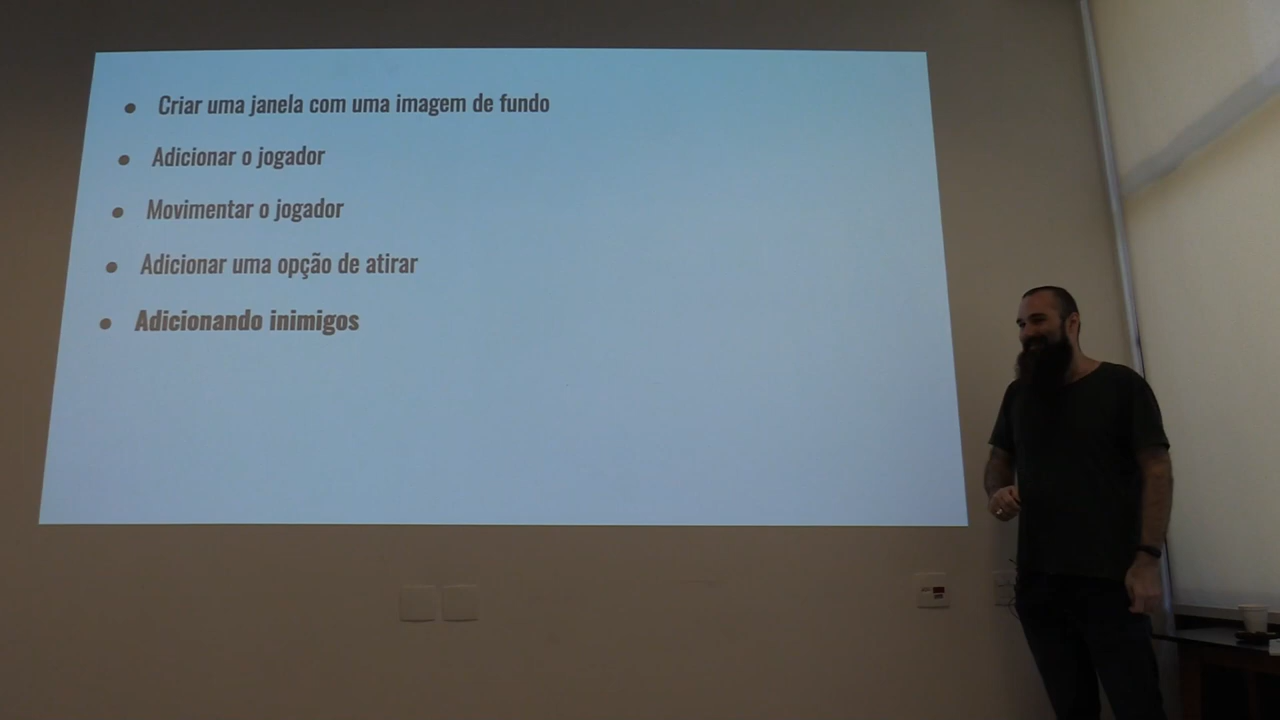 Criar uma janela com uma imagem de fundo
Adicionar o jogador
Movimentar o jogador
Adicionar uma opção de atirar
Adicionando inimigos